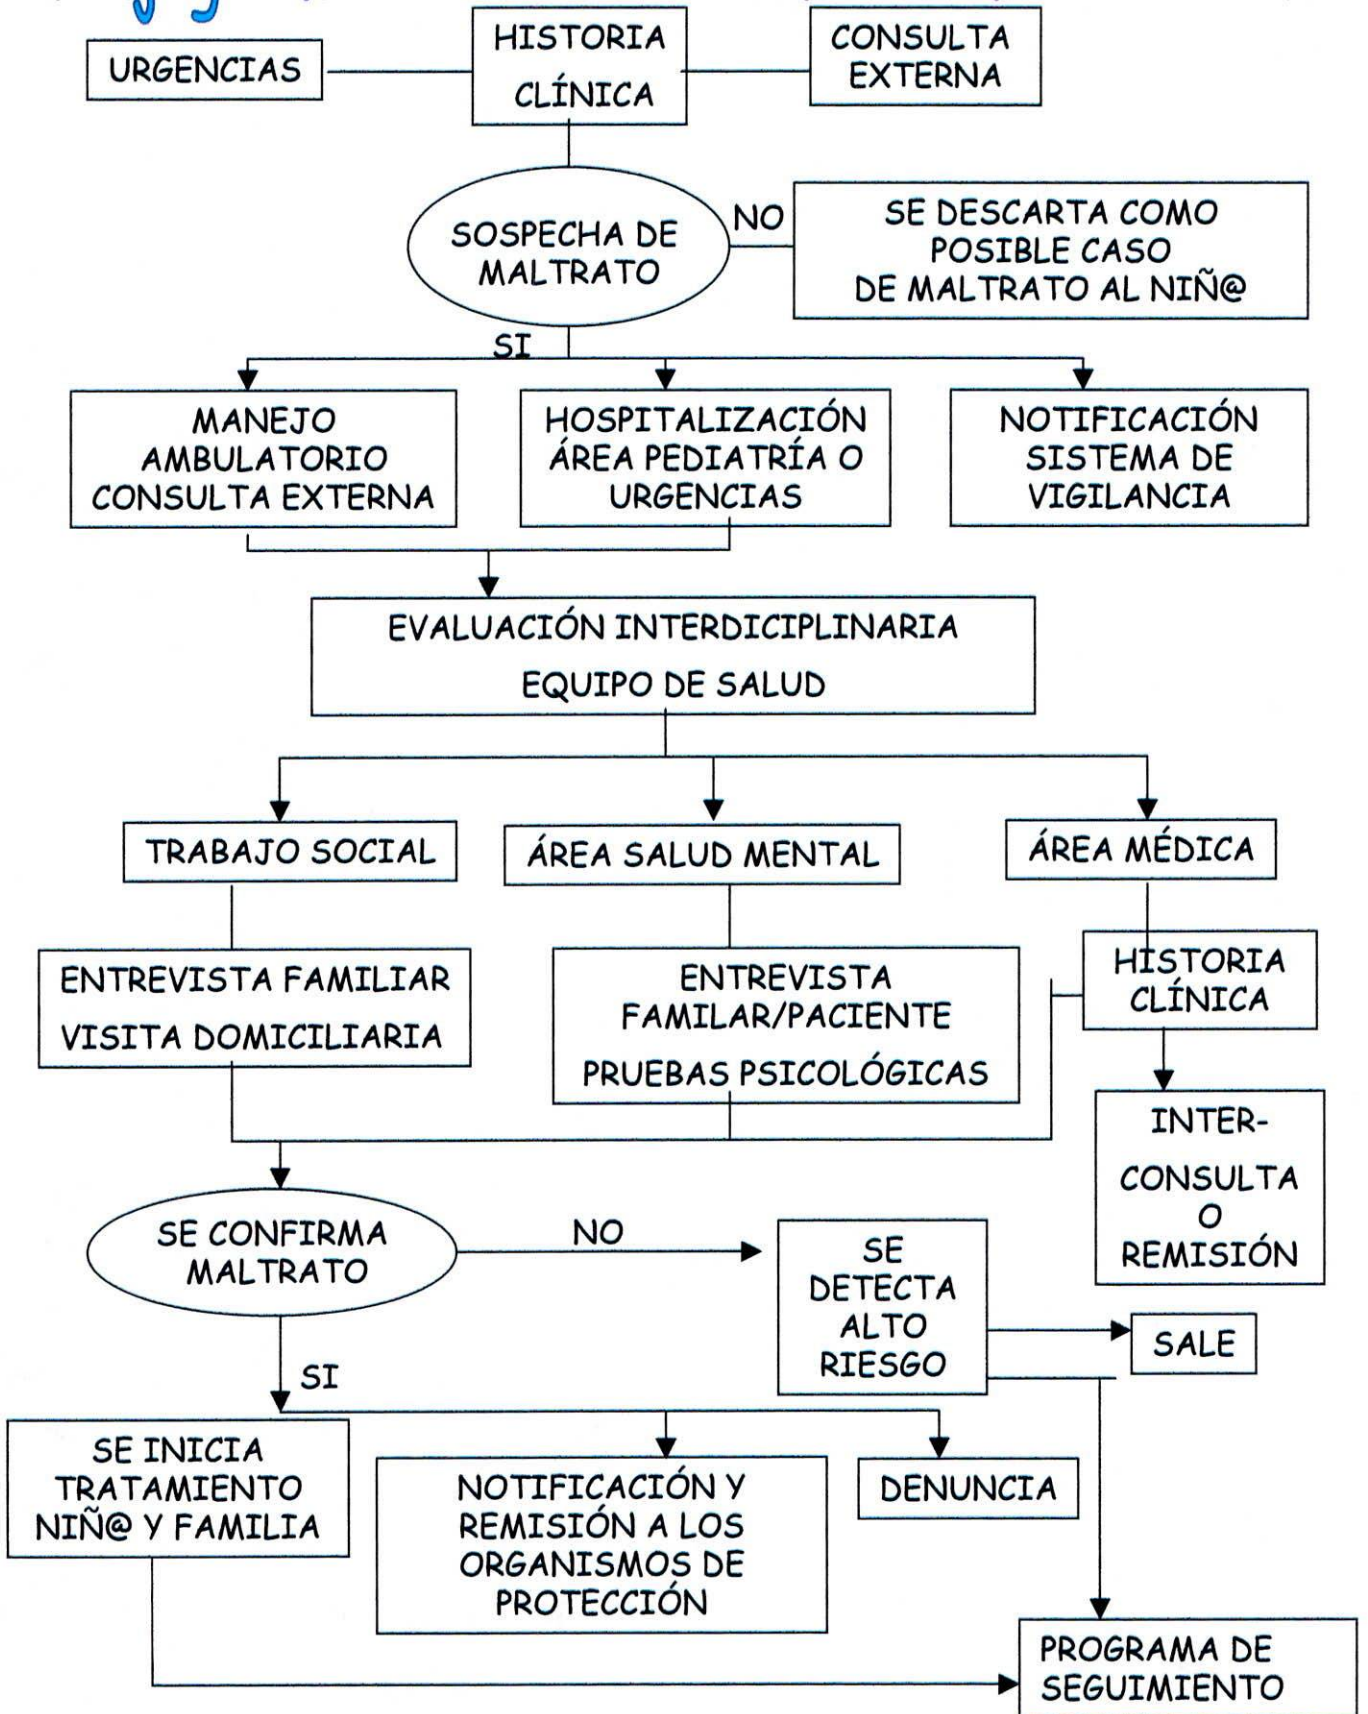 URGENCIAS
HISTORIA
CLÍNICA
CONSULTA
EXTERNA
SOSPECHA DE
MALTRATO
NO
SE DESCARTA COMO
POSIBLE CASO
DE MALTRATO AL NIÑ@
SI
MANEJO
AMBULATORIO
CONSULTA EXTERNA
HOSPITALIZACIÓN
ÁREA PEDIATRÍA O
URGENCIAS
NOTIFICACIÓN
SISTEMA DE
VIGILANCIA
EVALUACIÓN INTERDICIPLINARIA
EQUIPO DE SALUD
TRABAJO SOCIAL
ÁREA SALUD MENTAL
ÁREA MÉDICA
ENTREVISTA FAMILIAR
VISITA DOMICILIARIA
ENTREVISTA
FAMILAR/PACIENTE
PRUEBAS PSICOLÓGICAS
HISTORIA
CLÍNICA
INTER-
CONSULTA
O
REMISIÓN
SE CONFIRMA
MALTRATO
NO
SE
DETECTA
ALTO
RIESGO
SALE
SI
SE INICIA
TRATAMIENTO
NIÑ@ Y FAMILIA
NOTIFICACIÓN Y
REMISIÓN A LOS
ORGANISMOS DE
PROTECCIÓN
DENUNCIA
PROGRAMA DE
SEGUIMIENTO